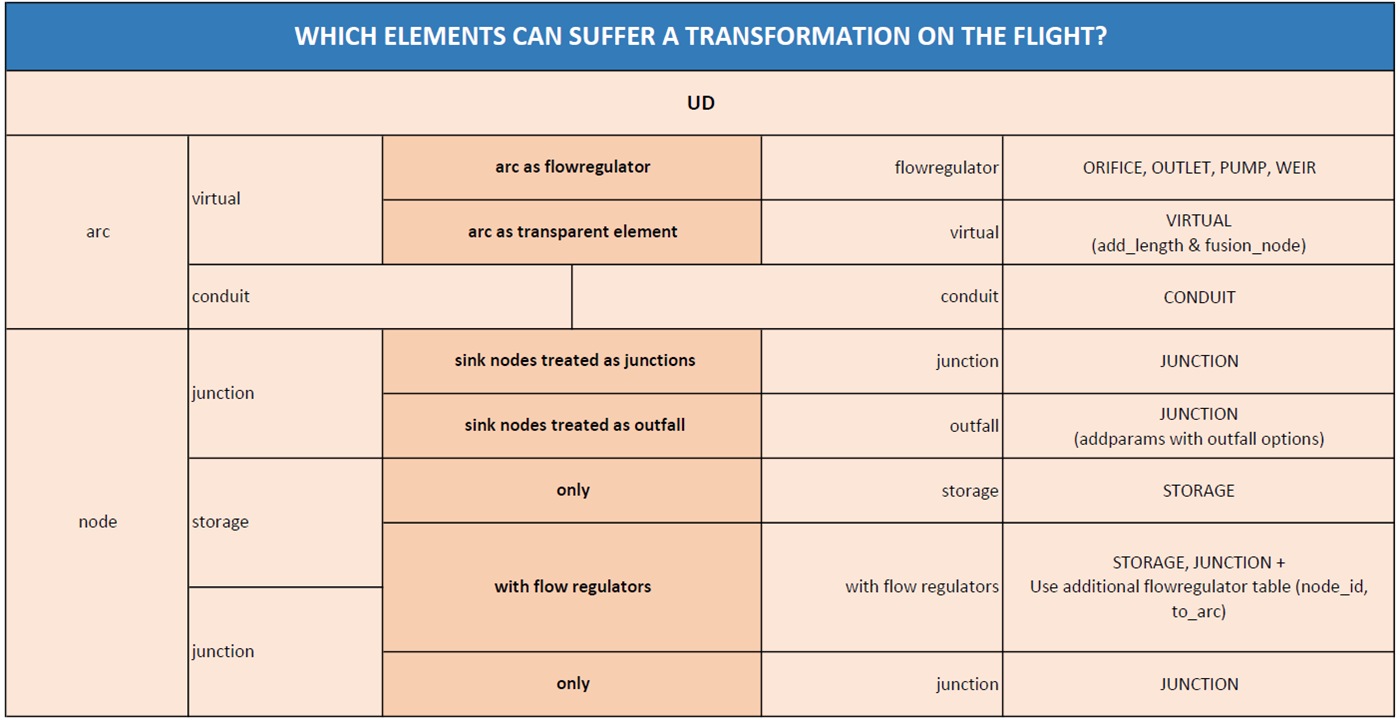 WHICH ELEMENTS CAN SUFFER A TRANSFORMATION ON THE FLIGHT?
UD
arc
virtual
arc as flowregulator
flowregulator
ORIFICE, OUTLET, PUMP, WEIR
arc as transparent element
virtual
VIRTUAL
(add_length & fusion_node)
conduit
conduit
CONDUIT
node
junction
sink nodes treated as junctions
junction
JUNCTION
sink nodes treated as outfall
outfall
JUNCTION
(addparams with outfall options)
storage
only
storage
STORAGE
with flow regulators
with flow regulators
STORAGE, JUNCTION +
Use additional flowregulator table (node_id,
to_arc)
junction
only
junction
JUNCTION